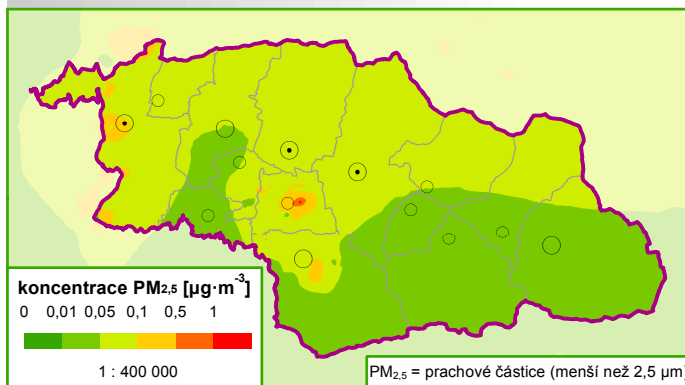 koncentrace PM2,5 [µg·m-3]
0 0,01 0,05 0,1 0,5 1
1 : 400 000
PM2,5 = prachové částice (menší než 2,5 µm)